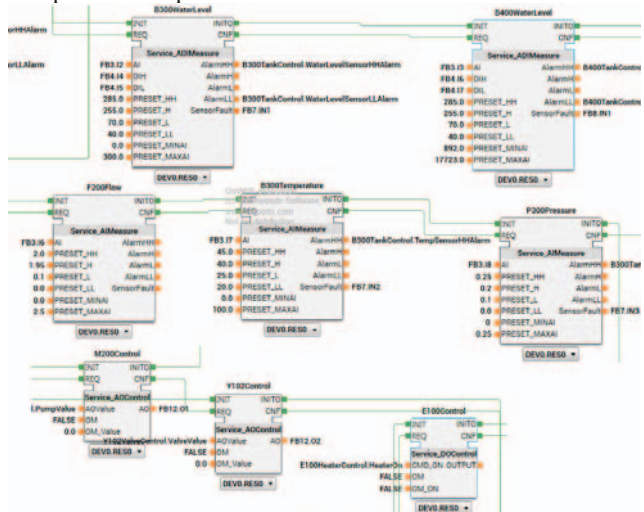 B300WaterLevel
INIT INITO
REQ CNF
Service_ADIMeasure
FB3.I2 AI AlarmHH B300TankControl.WaterLevelSensorHHAlarm
FB4.I4 DIH AlarmH
FB4.I5 DIL AlarmL
285.0 PRESET_HH AlarmLL B300TankControl.WaterLevelSensorLLAlarm
255.0 PRESET_H SensorFault FB7.IN1
70.0 PRESET_L
40.0 PRESET_LL
0.0 PRESET_MINAI
300.0 PRESET_MAXAI
DEV0.RES0
B400WaterLevel
INIT INITO
REQ CNF
Service_ADIMeasure
FB3.I3 AI AlarmHH B400TankContro
FB4.I6 DIH AlarmH
FB4.I7 DIL AlarmL
285.0 PRESET_HH AlarmLL B400TankContro
255.0 PRESET_H SensorFault FB8.IN1
70.0 PRESET_L
40.0 PRESET_LL
892.0 PRESET_MINAI
17723.0 PRESET_MAXAI
DEV0.RES0
sorHHAlarm
orLLAlarm
F200Flow
INIT INITO
REQ CNF
Service_AIMeasure
FB3.I6 AI AlarmHH
2.0 PRESET_HH AlarmH
1.95 PRESET_H AlarmL
0.1 PRESET_L AlarmLL
0.0 PRESET_LL SensorFault
0.0 PRESET_MINAI
2.5 PRESET_MAXAI
DEV0.RES0
B300Temperature
INIT INITO
REQ CNF
Service_AIMeasure
FB3.I7 AI AlarmHH B300TankControl.TempSensorHHAlarm
45.0 PRESET_HH AlarmH
40.0 PRESET_H AlarmL
25.0 PRESET_L AlarmLL
20.0 PRESET_LL SensorFault FB7.IN2
0.0 PRESET_MINAI
100.0 PRESET_MAXAI
DEV0.RES0
P300Pressure
INIT INITO
REQ CNF
Service_AIMeasure
FB3.I8 AI AlarmHH B300Tan
0.25 PRESET_HH AlarmH
0.2 PRESET_H AlarmL
0.1 PRESET_L AlarmLL
0.0 PRESET_LL SensorFault FB7.IN3
0 PRESET_MINAI
0.25 PRESET_MAXAI
DEV0.RES0
M200Control
INIT INITO
REQ CNF
Service_AOControl
l.PumpValue AOValue AO FB12.O1
FALSE OM
0.0 OM_Value
DEV0.RES0
Y102Control
INIT INITO
REQ CNF
Service_AOControl
Y102ValveControl.ValveValue AOValue AO FB12.O2
FALSE OM
0.0 OM_Value
DEV0.RES0
E100Control
INIT INITO
REQ CNF
Service_DOControl
E100HeaterControl.HeaterOn CMD_ON OUTPUT
FALSE OM
FALSE OM_ON
DEV0.RES0